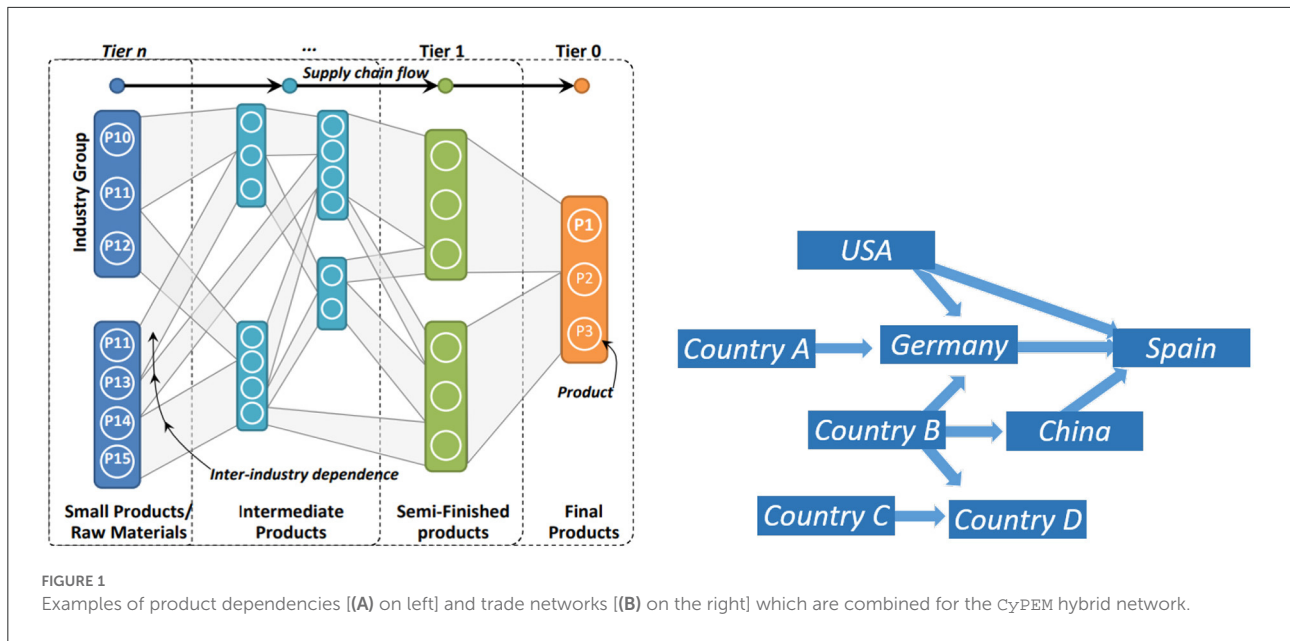 Tier n
...
Tier 1
Tier 0
Supply chain flow
Industry Group
P10
P11
P12
P11
P13
P14
P15
P1
P2
P3
Product
Inter-industry dependence
Small Products/
Raw Materials
Intermediate
Products
Semi-Finished
products
Final
Products
USA
Country A
Germany
Spain
Country B
China
Country C
Country D
FIGURE 1
Examples of product dependencies [(A) on left] and trade networks [(B) on the right] which are combined for the CyPEM hybrid network.